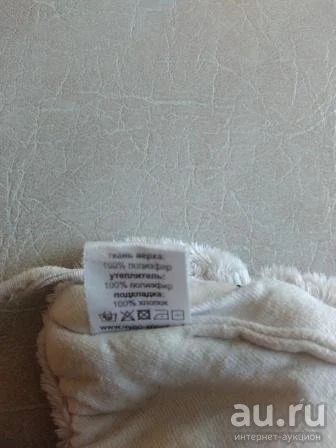 ткань верха:
100% полиэфир
утеплитель:
100% полиэфир
подкладка:
100% хлопок
au.ru
интернет-аукцион